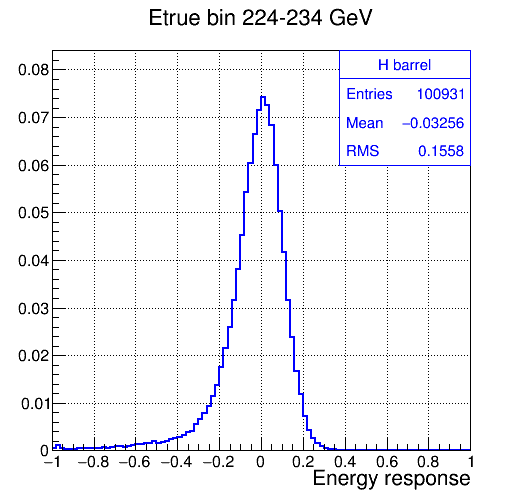 Etrue bin 224-234 GeV
H barrel
Entries 100931
Mean −0.03256
RMS 0.1558
0.08
0.07
0.06
0.05
0.04
0.03
0.02
0.01
0
−1 −0.8 −0.6 −0.4 −0.2 0 0.2 0.4 0.6 0.8 1
Energy response